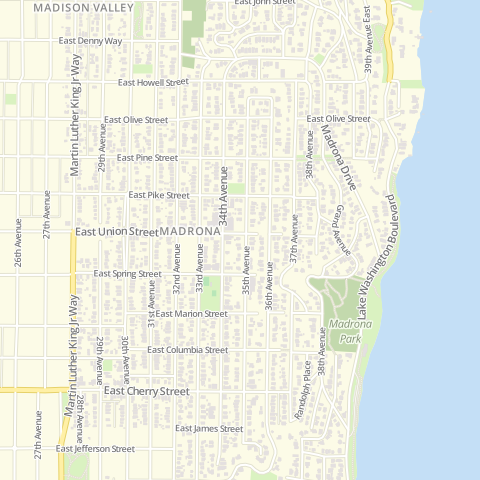 East John Street
MADISON VALLEY
East Denny Way
39th Avenue East
East Howell Street
Martin Luther King Jr Way
East Olive Street
East Olive Street
29th Avenue
38th Avenue
Madrona Drive
East Pine Street
34th Avenue
East Pike Street
27th Avenue
26th Avenue
Grand Avenue
Lake Washington Boulevard
37th Avenue
East Union Street
MADRONA
32nd Avenue
33rd Avenue
35th Avenue
36th Avenue
East Spring Street
31st Avenue
Martin Luther King Jr Way
East Marion Street
Madrona
Park
29th Avenue
30th Avenue
38th Avenue
East Columbia Street
Randolph Place
East Cherry Street
28th Avenue
27th Avenue
East James Street
East Jefferson Street